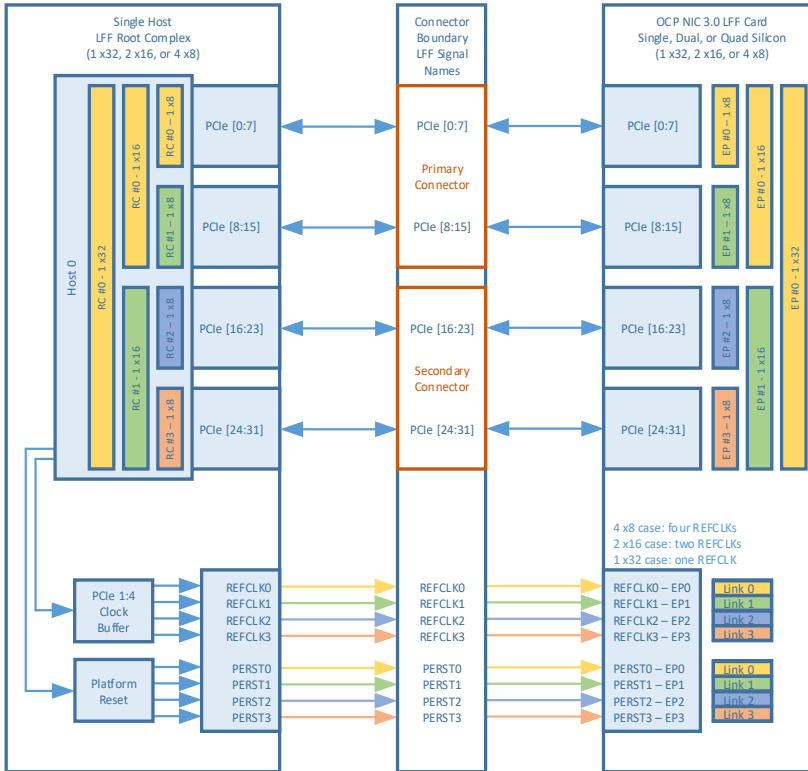 Single Host
LFF Root Complex
(1 x32, 2 x16, or 4 x8)
Connector
Boundary
LFF Signal
Names
OCP NIC 3.0 LFF Card
Single, Dual, or Quad Silicon
(1 x32, 2 x16, or 4 x8)
Host 0
RC #0 - 1 x32
RC #0 - 1 x16
RC #1 - 1 x16
RC #0 – 1 x8
RC #1 – 1 x8
RC #2 – 1 x8
RC #3 – 1 x8
PCIe [0:7]
PCIe [8:15]
PCIe [16:23]
PCIe [24:31]
PCIe [0:7]
Primary
Connector
PCIe [8:15]
PCIe [16:23]
Secondary
Connector
PCIe [24:31]
PCIe [0:7]
PCIe [8:15]
PCIe [16:23]
PCIe [24:31]
EP #0 – 1 x8
EP #1 – 1 x8
EP #2 – 1 x8
EP #3 – 1 x8
EP #0 - 1 x16
EP #1 - 1 x16
EP #0 - 1 x32
4 x8 case: four REFCLKs
2 x16 case: two REFCLKs
1 x32 case: one REFCLK
PCIe 1:4
Clock
Buffer
Platform
Reset
REFCLK0
REFCLK1
REFCLK2
REFCLK3
PERST0
PERST1
PERST2
PERST3
REFCLK0
REFCLK1
REFCLK2
REFCLK3
PERST0
PERST1
PERST2
PERST3
REFCLK0 – EP0
REFCLK1 – EP1
REFCLK2 – EP2
REFCLK3 – EP3
PERST0 – EP0
PERST1 – EP1
PERST2 – EP2
PERST3 – EP3
Link 0
Link 1
Link 2
Link 3
Link 0
Link 1
Link 2
Link 3